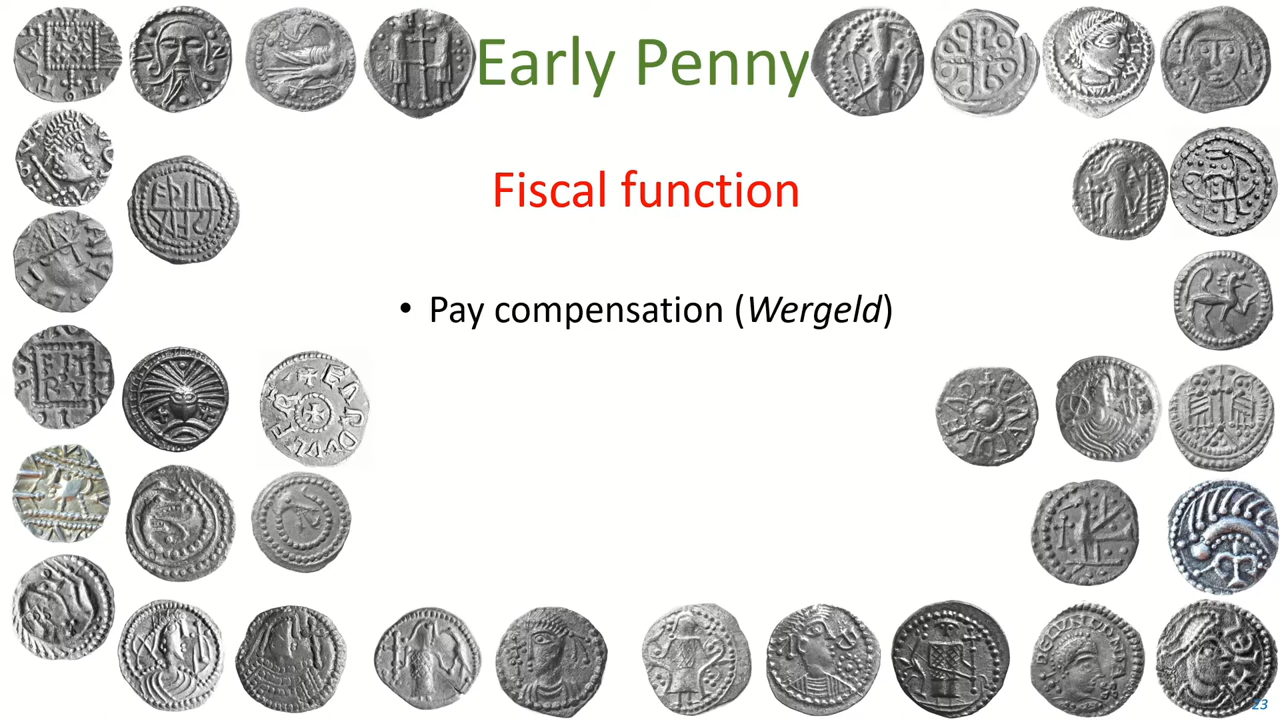 Early Penny
Fiscal function
• Pay compensation (Wergeld)
23